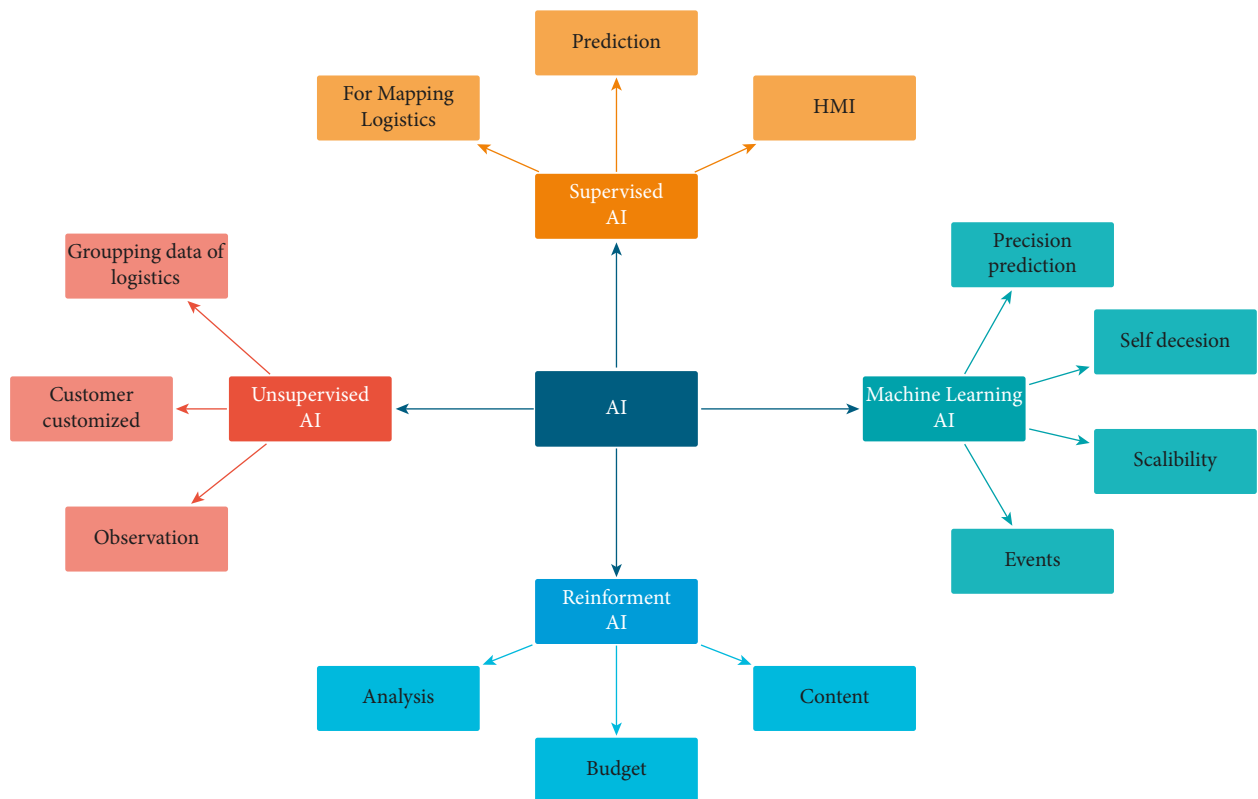 Prediction
For Mapping
Logistics
HMI
Supervised
AI
Groupping data of
logistics
Customer
customized
Observation
Unsupervised
AI
AI
Machine Learning
AI
Precision
prediction
Self decesion
Scalibility
Events
Reinforment
AI
Analysis
Budget
Content